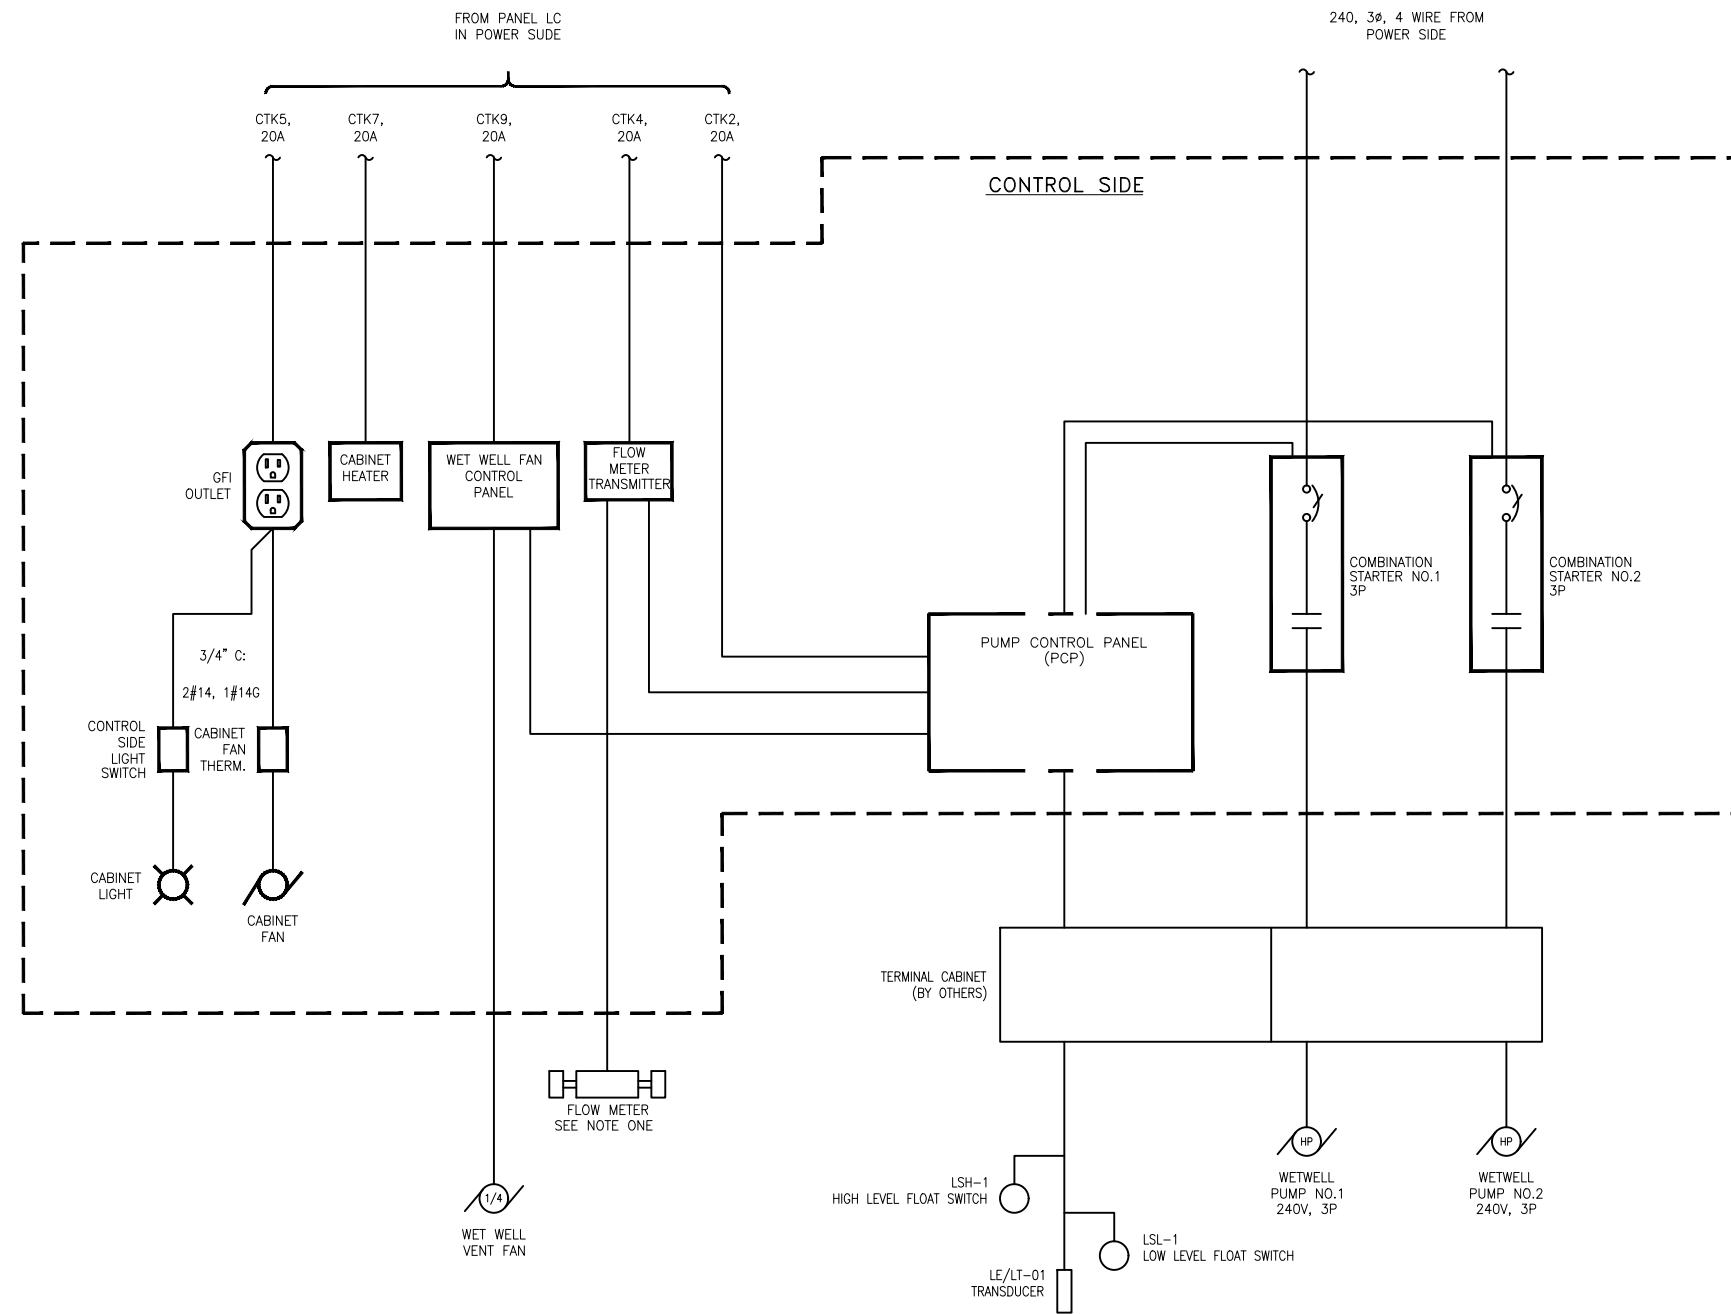 FROM PANEL LC
IN POWER SUDE
240, 3ø, 4 WIRE FROM
POWER SIDE
CTK5,
20A
CTK7,
20A
CTK9,
20A
CTK4,
20A
CTK2,
20A
CONTROL SIDE
GFI
OUTLET
CABINET
HEATER
WET WELL FAN
CONTROL
PANEL
FLOW
METER
TRANSMITTER
COMBINATION
STARTER NO.1
3P
COMBINATION
STARTER NO.2
3P
PUMP CONTROL PANEL
(PCP)
3/4" C:
2#14, 1#14G
CONTROL
SIDE
LIGHT
SWITCH
CABINET
FAN
THERM.
CABINET
LIGHT
CABINET
FAN
TERMINAL CABINET
(BY OTHERS)
FLOW METER
SEE NOTE ONE
HP
HP
WETWELL
PUMP NO.1
240V, 3P
WETWELL
PUMP NO.2
240V, 3P
LSH-1
HIGH LEVEL FLOAT SWITCH
1/4
WET WELL
VENT FAN
LSL-1
LOW LEVEL FLOAT SWITCH
LE/LT-01
TRANSDUCER